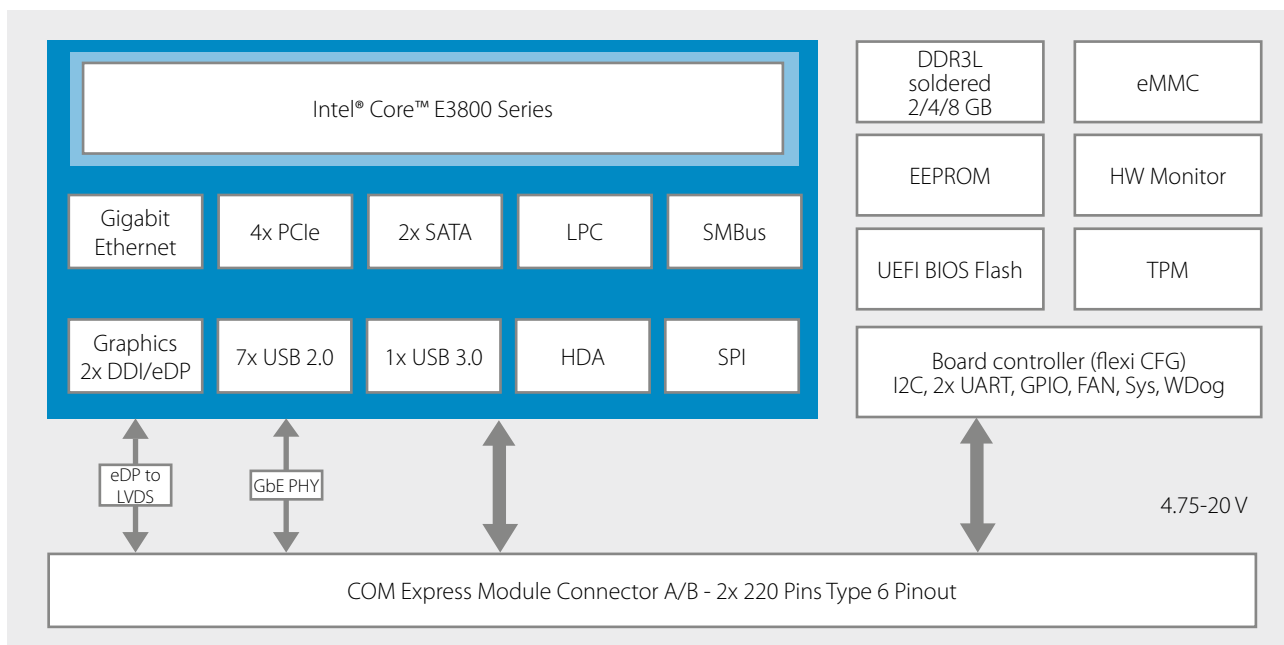 Intel® Core™ E3800 Series
Gigabit
Ethernet
4x PCIe
2x SATA
LPC
SMBus
Graphics
2x DDI/eDP
7x USB 2.0
1x USB 3.0
HDA
SPI
DDR3L
soldered
2/4/8 GB
eMMC
EEPROM
HW Monitor
UEFI BIOS Flash
TPM
Board controller (flexi CFG)
I2C, 2x UART, GPIO, FAN, Sys, WDog
eDP to
LVDS
GbE PHY
4.75-20 V
COM Express Module Connector A/B - 2x 220 Pins Type 6 Pinout